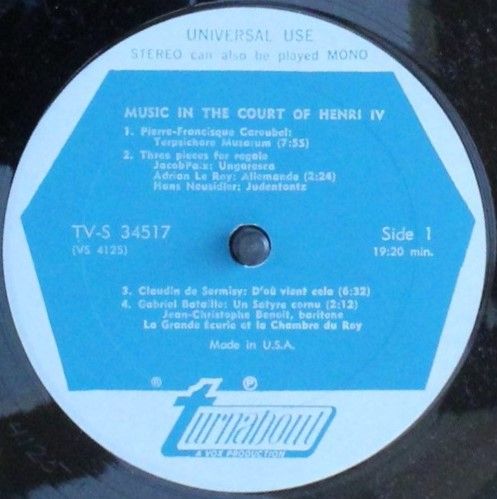 UNIVERSAL USE
STEREO can also be played MONO
MUSIC IN THE COURT OF HENRI IV
1. Pierre-Francisque Caroubel:
Terpsichore Musarum (7:55)
2. Three pieces for regale
Jacob Paix: Ungaresca
Adrian Le Roy: Allemande (2:24)
Hans Neusidler: Judentantz
TV-S 34517
(VS 4125)
Side 1
19:20 min.
3. Claudin de Sermisy: D'où vient cela (6:32)
4. Gabriel Bataille: Un Satyre cornu (2:12)
Jean-Christophe Benoit, baritone
La Grande Écurie et la Chambre du Roy
Made in U.S.A.
® ℗
turnabout
A VOX PRODUCTION
4125